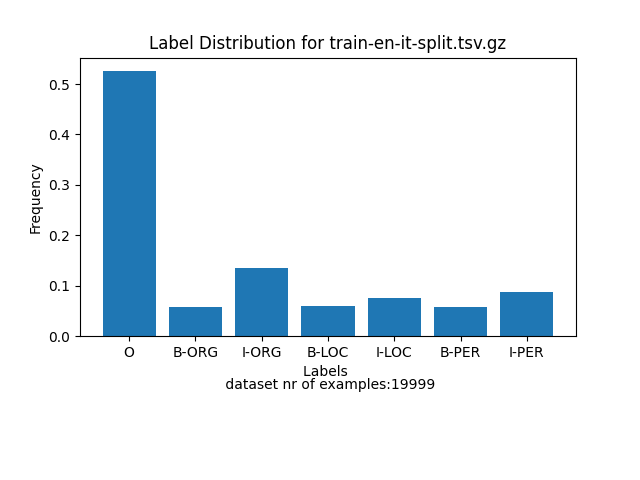 Label Distribution for train-en-it-split.tsv.gz
Frequency
0.5
0.4
0.3
0.2
0.1
0.0
O B-ORG I-ORG B-LOC I-LOC B-PER I-PER
Labels
dataset nr of examples:19999